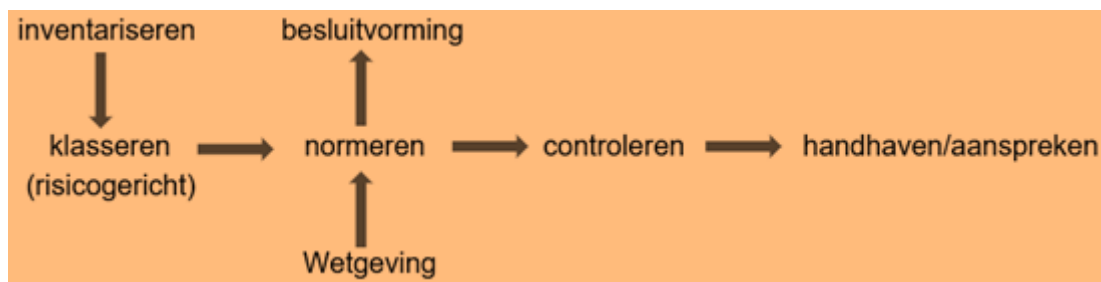 inventariseren besluitvorming
klasseren normeren controleren handhaven/aanspreken
(risicogericht)
Wetgeving